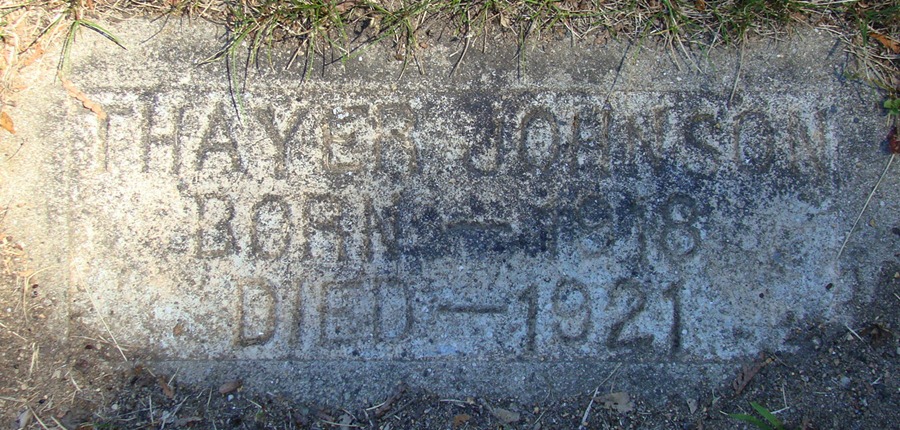 THAYER JOHNSON
BORN — 1918
DIED — 1921